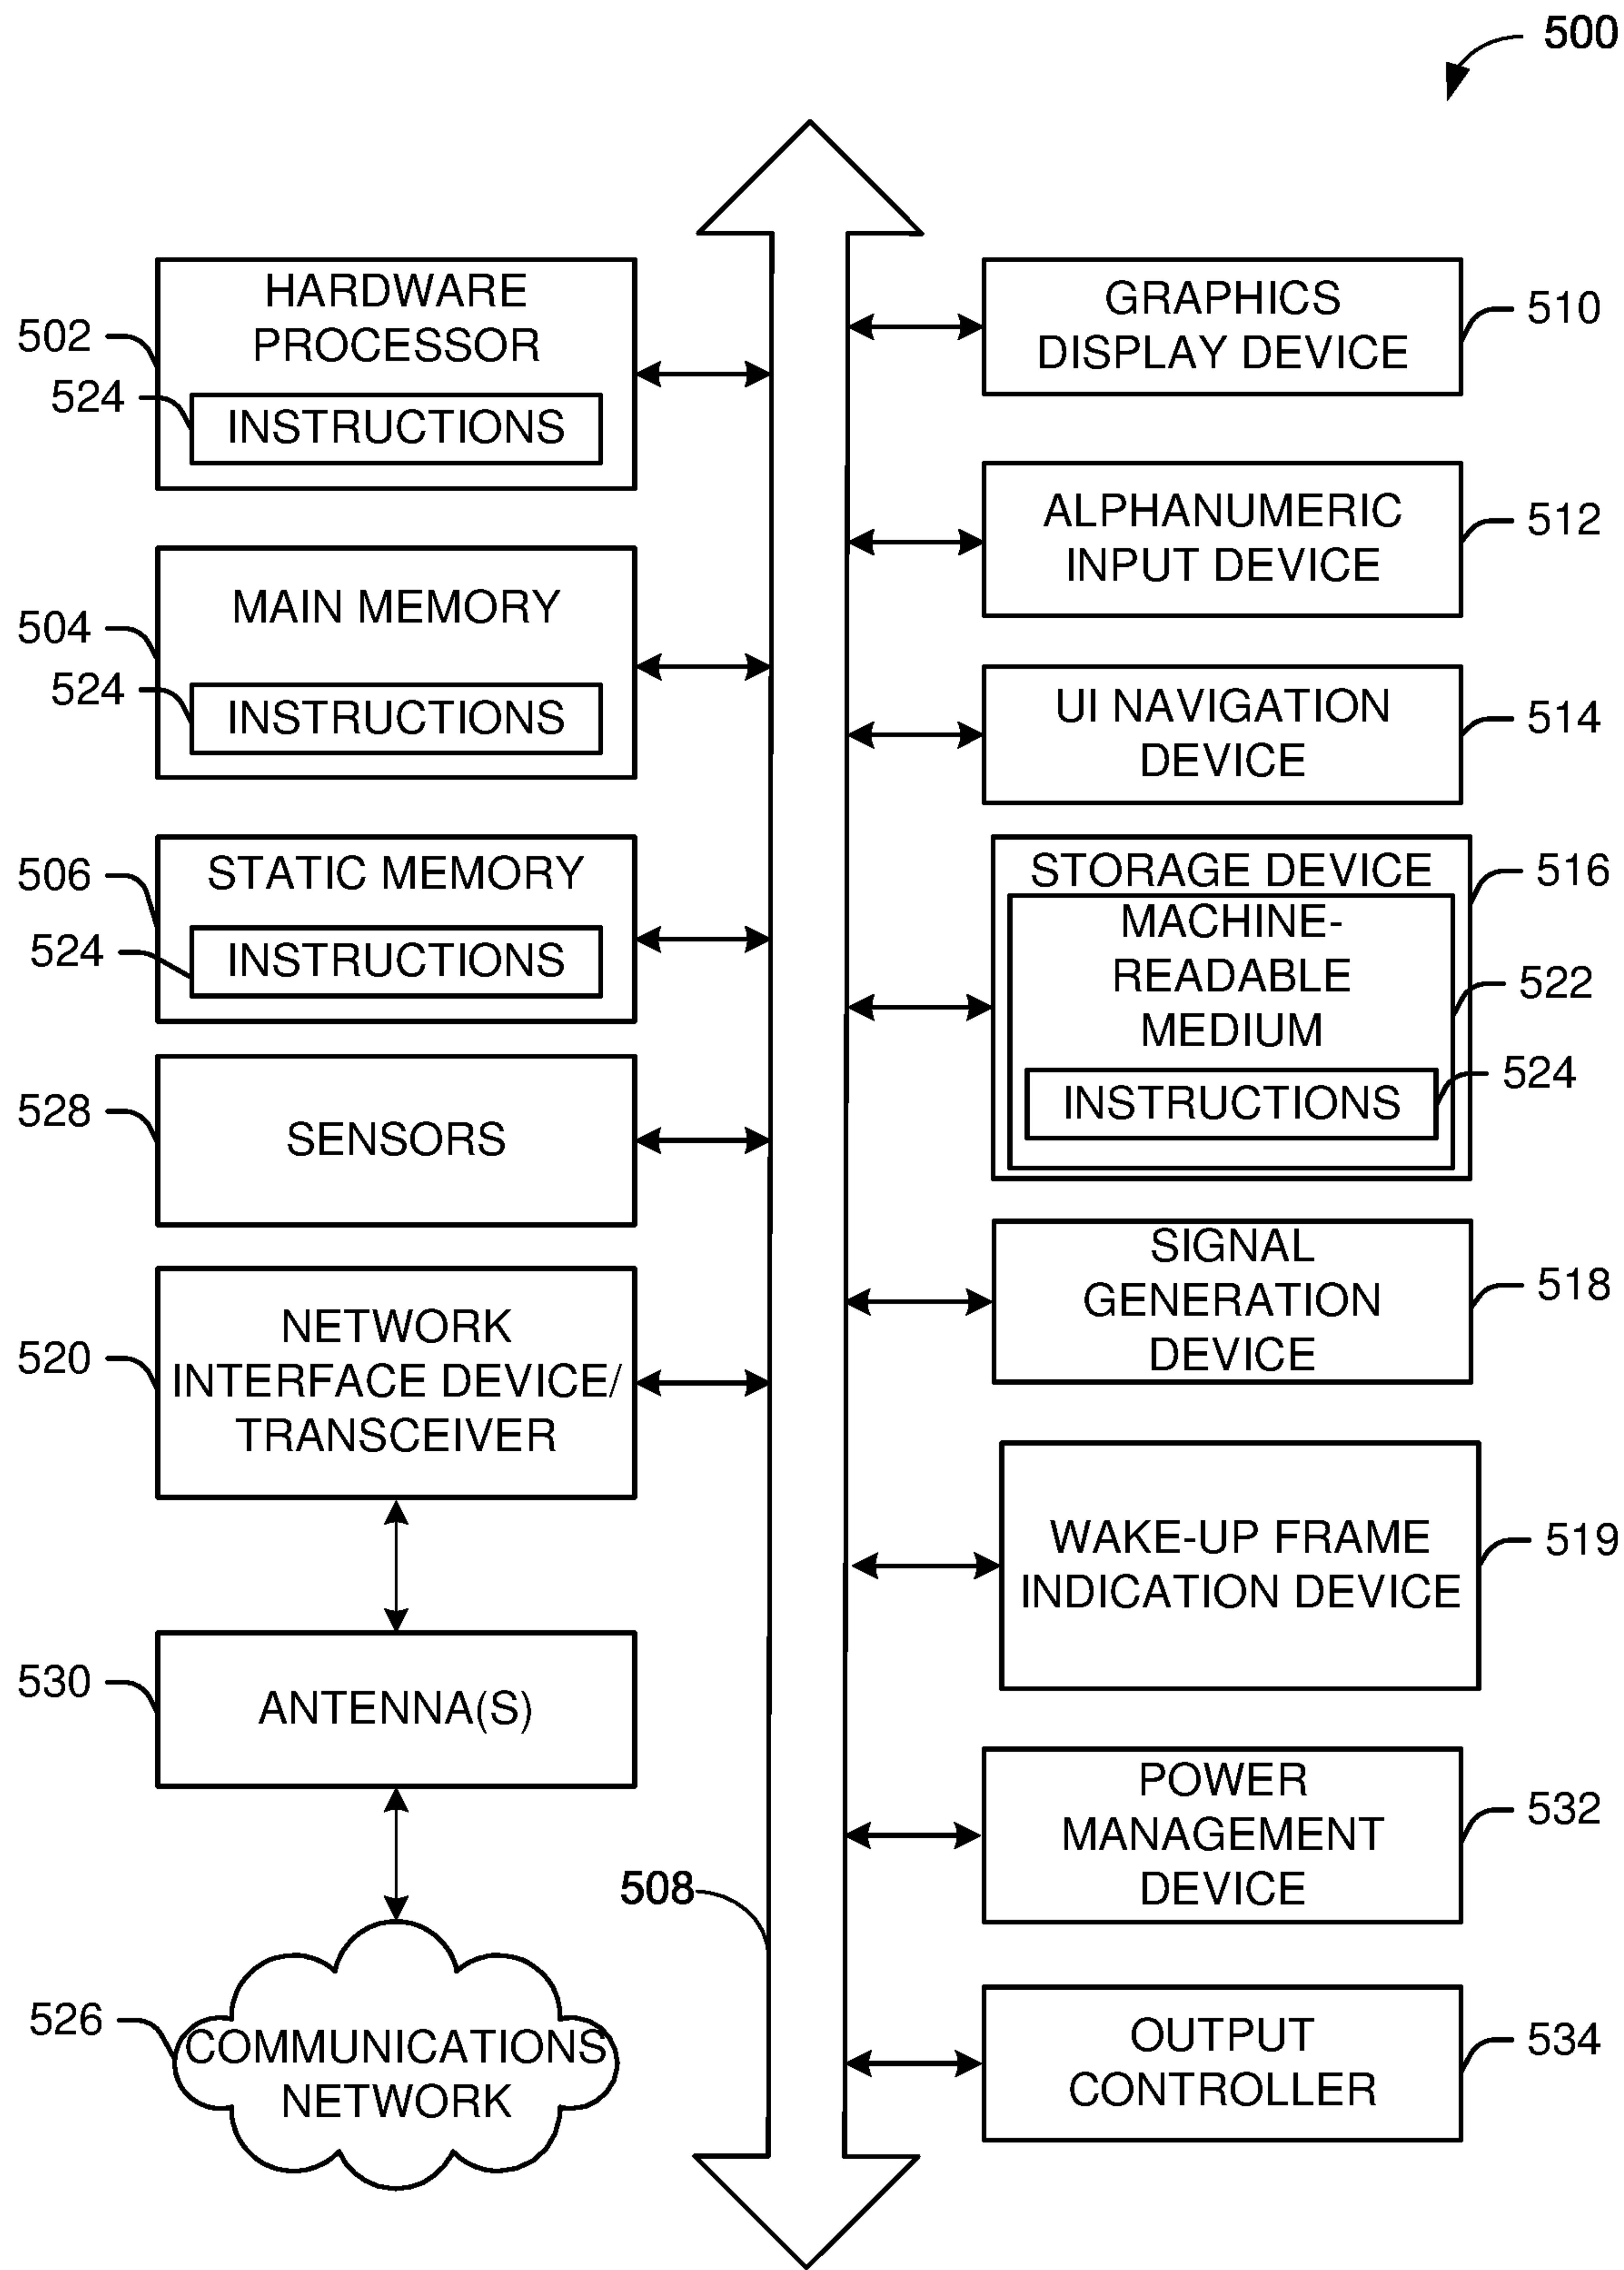 500
HARDWARE
PROCESSOR
502
524
INSTRUCTIONS
MAIN MEMORY
504
524
INSTRUCTIONS
STATIC MEMORY
506
524
INSTRUCTIONS
528
SENSORS
NETWORK
520
INTERFACE DEVICE/
TRANSCEIVER
530
ANTENNA(S)
508
526
COMMUNICATIONS
NETWORK
GRAPHICS
DISPLAY DEVICE
510
ALPHANUMERIC
INPUT DEVICE
512
UI NAVIGATION
DEVICE
514
STORAGE DEVICE
516
MACHINE-
READABLE
MEDIUM
522
524
INSTRUCTIONS
SIGNAL
GENERATION
DEVICE
518
WAKE-UP FRAME
INDICATION DEVICE
519
POWER
MANAGEMENT
DEVICE
532
OUTPUT
CONTROLLER
534